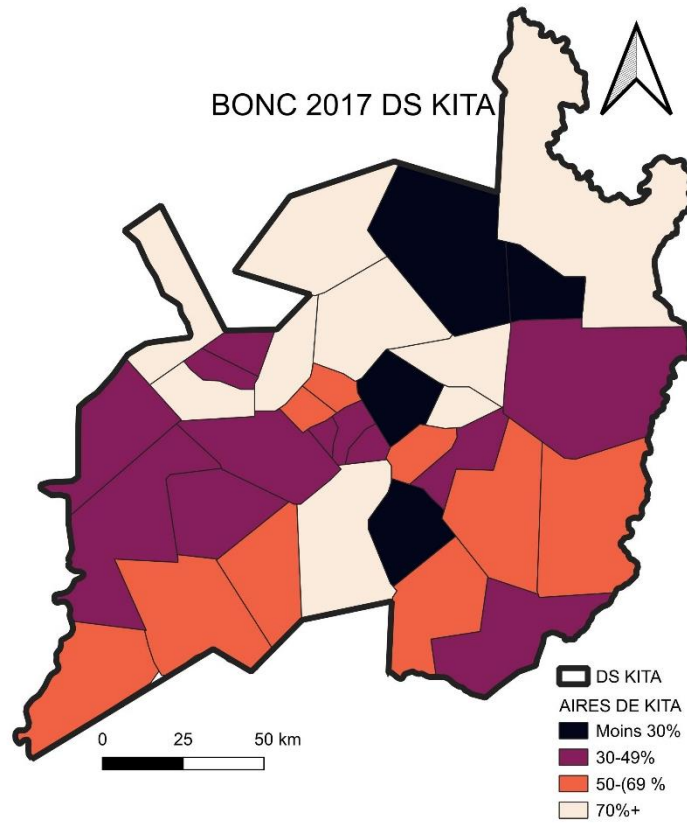 BONC 2017 DS KITA
DS KITA
AIRES DE KITA
Moins 30%
30-49%
50-(69 %
70%+
0 25 50 km